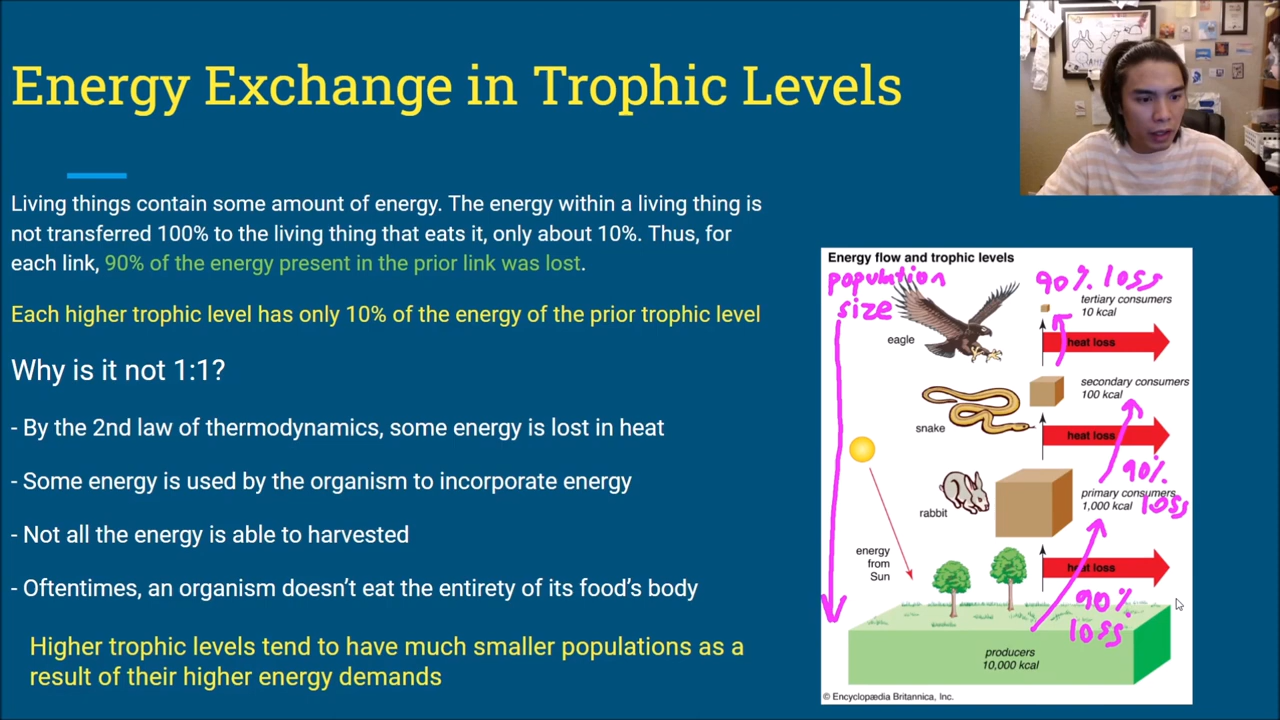 Energy Exchange in Trophic Levels
Living things contain some amount of energy. The energy within a living thing is
not transferred 100% to the living thing that eats it, only about 10%. Thus, for
each link, 90% of the energy present in the prior link was lost.
Each higher trophic level has only 10% of the energy of the prior trophic level
Why is it not 1:1?
- By the 2nd law of thermodynamics, some energy is lost in heat
- Some energy is used by the organism to incorporate energy
- Not all the energy is able to harvested
- Oftentimes, an organism doesn't eat the entirety of its food's body
Higher trophic levels tend to have much smaller populations as a
result of their higher energy demands
Energy flow and trophic levels
population
size
90% loss
tertiary consumers
10 kcal
eagle
heat loss
secondary consumers
100 kcal
snake
heat loss
90%
loss
primary consumers
1,000 kcal
rabbit
energy
from
Sun
heat loss
90%
loss
producers
10,000 kcal
© Encyclopædia Britannica, Inc.